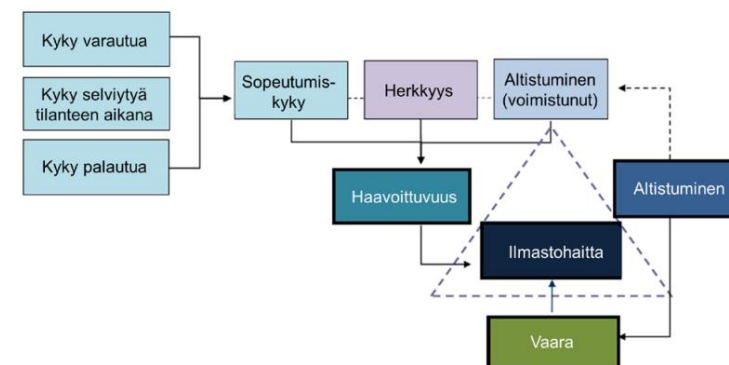 Kyky varautua
Kyky selviytyä
tilanteen aikana
Kyky palautua
Sopeutumis-
kyky
Herkkyys
Altistuminen
(voimistunut)
Haavoittuvuus
Altistuminen
Ilmastohaitta
Vaara